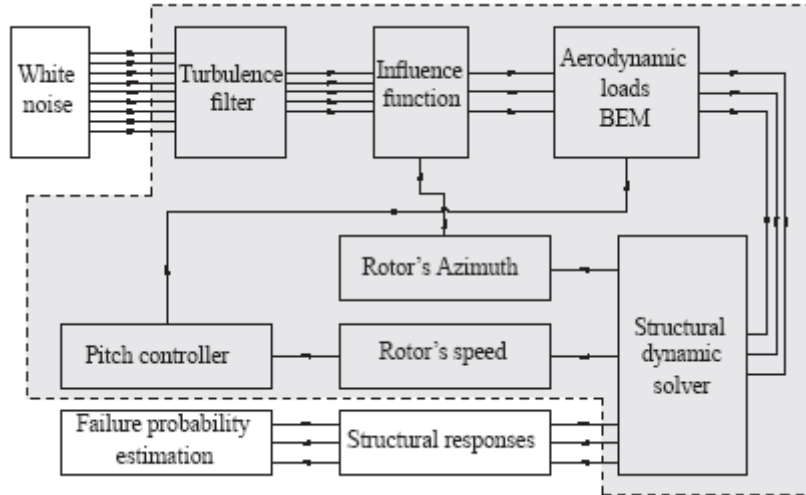 White
noise
Turbulence
filter
Influence
function
Aerodynamic
loads
BEM
Rotor's Azimuth
Structural
dynamic
solver
Pitch controller
Rotor's speed
Failure probability
estimation
Structural responses